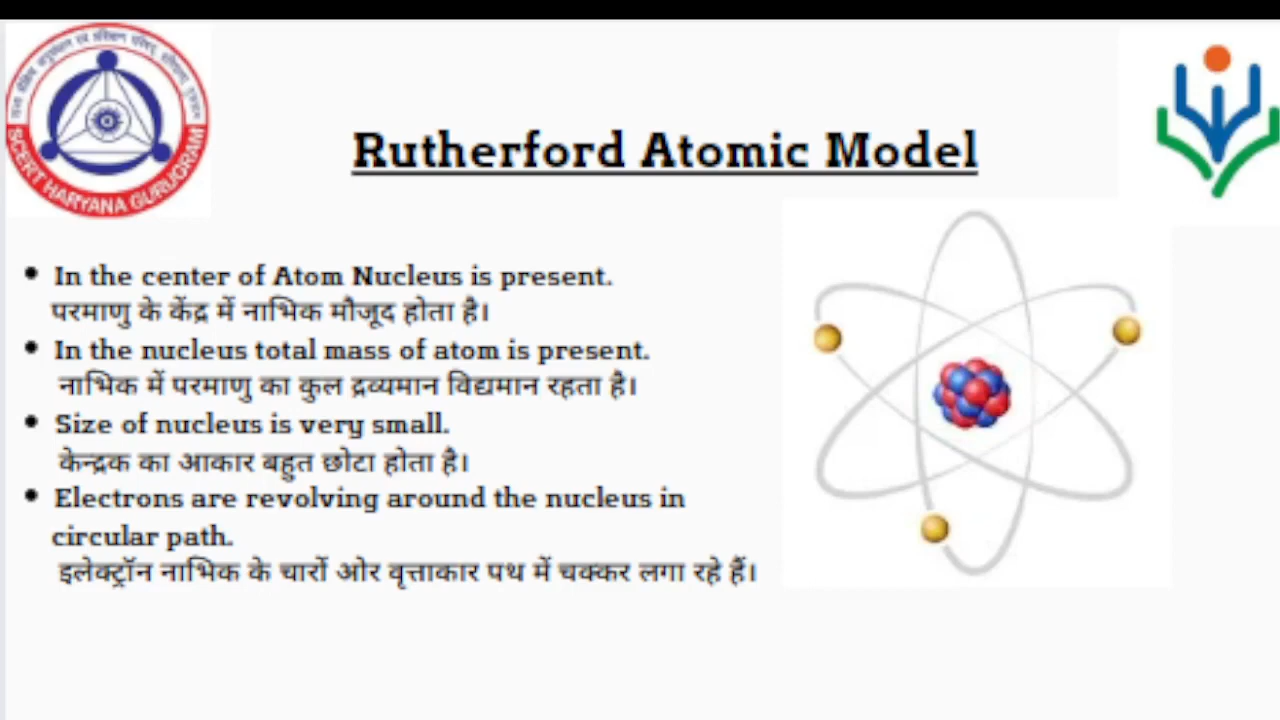 SCERT HARYANA GURUGRAM
Rutherford Atomic Model
• In the center of Atom Nucleus is present.
परमाणु के केंद्र में नाभिक मौजूद होता है।
• In the nucleus total mass of atom is present.
नाभिक में परमाणु का कुल द्रव्यमान विद्यमान रहता है।
• Size of nucleus is very small.
केन्द्रक का आकार बहुत छोटा होता है।
• Electrons are revolving around the nucleus in
circular path.
इलेक्ट्रॉन नाभिक के चारों ओर वृत्ताकार पथ में चक्कर लगा रहे हैं।